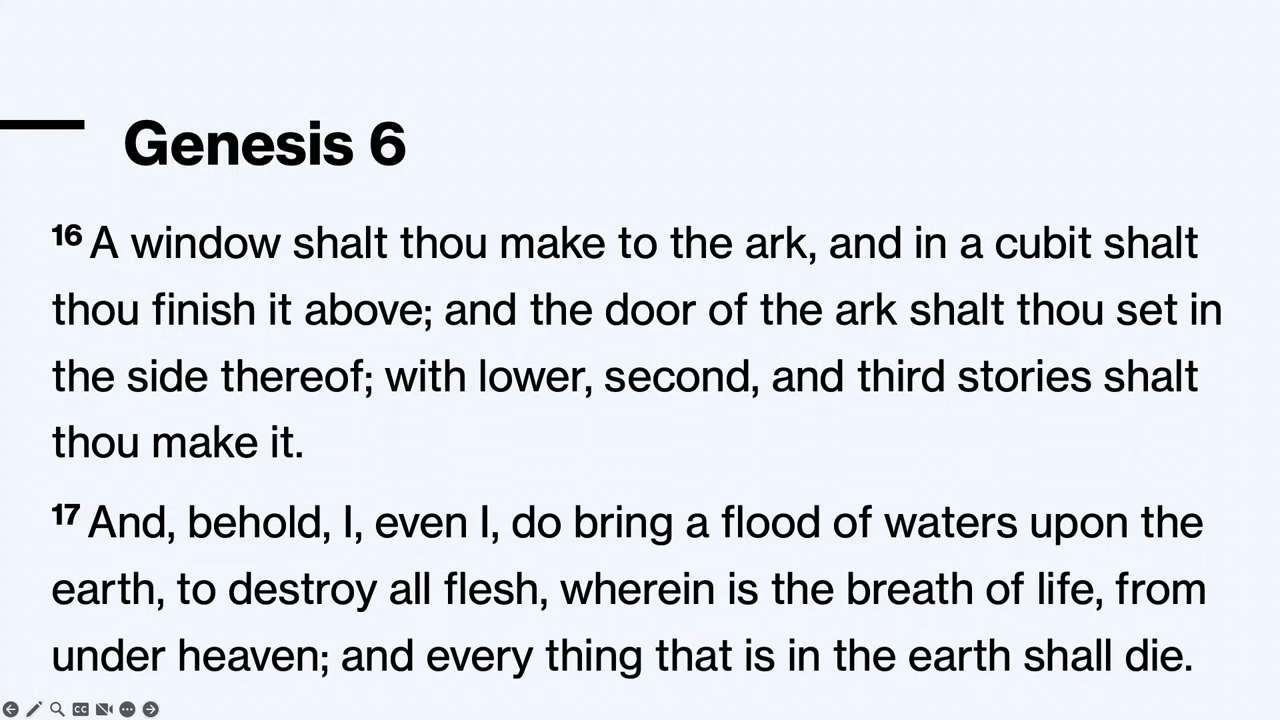 Genesis 6
16 A window shalt thou make to the ark, and in a cubit shalt
thou finish it above; and the door of the ark shalt thou set in
the side thereof; with lower, second, and third stories shalt
thou make it.
17 And, behold, I, even I, do bring a flood of waters upon the
earth, to destroy all flesh, wherein is the breath of life, from
under heaven; and every thing that is in the earth shall die.
CC